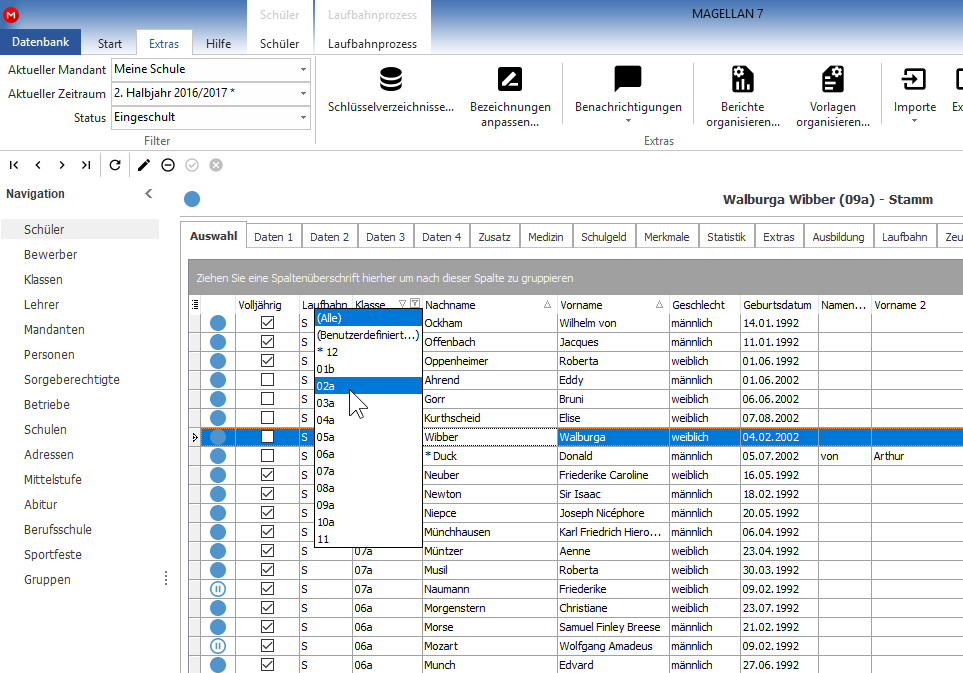 M MAGELLAN 7
Schüler Laufbahnprozess
Datenbank Start Extras Hilfe Schüler Laufbahnprozess
Aktueller Mandant Meine Schule
Aktueller Zeitraum 2. Halbjahr 2016/2017 *
Status Eingeschult
Filter
Schlüsselverzeichnisse...
Bezeichnungen
anpassen...
Benachrichtigungen
Berichte
organisieren...
Vorlagen
organisieren...
Importe
Ex
Extras
Navigation
Schüler
Bewerber
Klassen
Lehrer
Mandanten
Personen
Sorgeberechtigte
Betriebe
Schulen
Adressen
Mittelstufe
Abitur
Berufsschule
Sportfeste
Gruppen
Walburga Wibber (09a) - Stamm
Auswahl Daten 1 Daten 2 Daten 3 Daten 4 Zusatz Medizin Schulgeld Merkmale Statistik Extras Ausbildung Laufbahn Zeu
Ziehen Sie eine Spaltenüberschrift hierher um nach dieser Spalte zu gruppieren
Volljährig Laufbahn Klasse Nachname Vorname Geschlecht Geburtsdatum Namen... Vorname 2
(Alle)
(Benutzerdefiniert...)
* 12
01b
02a
03a
04a
05a
06a
07a
08a
09a
10a
11
S Ockham Wilhelm von männlich 14.01.1992
S Offenbach Jacques männlich 11.01.1992
S Oppenheimer Roberta weiblich 01.06.1992
S Ahrend Eddy männlich 01.06.2002
S Gorr Bruni weiblich 06.06.2002
S Kurthscheid Elise weiblich 07.08.2002
S Wibber Walburga weiblich 04.02.2002
S * Duck Donald männlich 05.07.2002 von Arthur
S Neuber Friederike Caroline weiblich 16.05.1992
S Newton Sir Isaac männlich 18.02.1992
S Niepce Joseph Nicéphore männlich 20.05.1992
S Münchhausen Karl Friedrich Hiero... männlich 06.04.1992
S 07a Müntzer Aenne weiblich 23.04.1992
S 07a Musil Roberta weiblich 30.03.1992
S 07a Naumann Friederike weiblich 09.02.1992
S 06a Morgenstern Christiane weiblich 23.07.1992
S 06a Morse Samuel Finley Breese männlich 21.02.1992
S 06a Mozart Wolfgang Amadeus männlich 09.02.1992
S 06a Munch Edvard männlich 27.06.1992